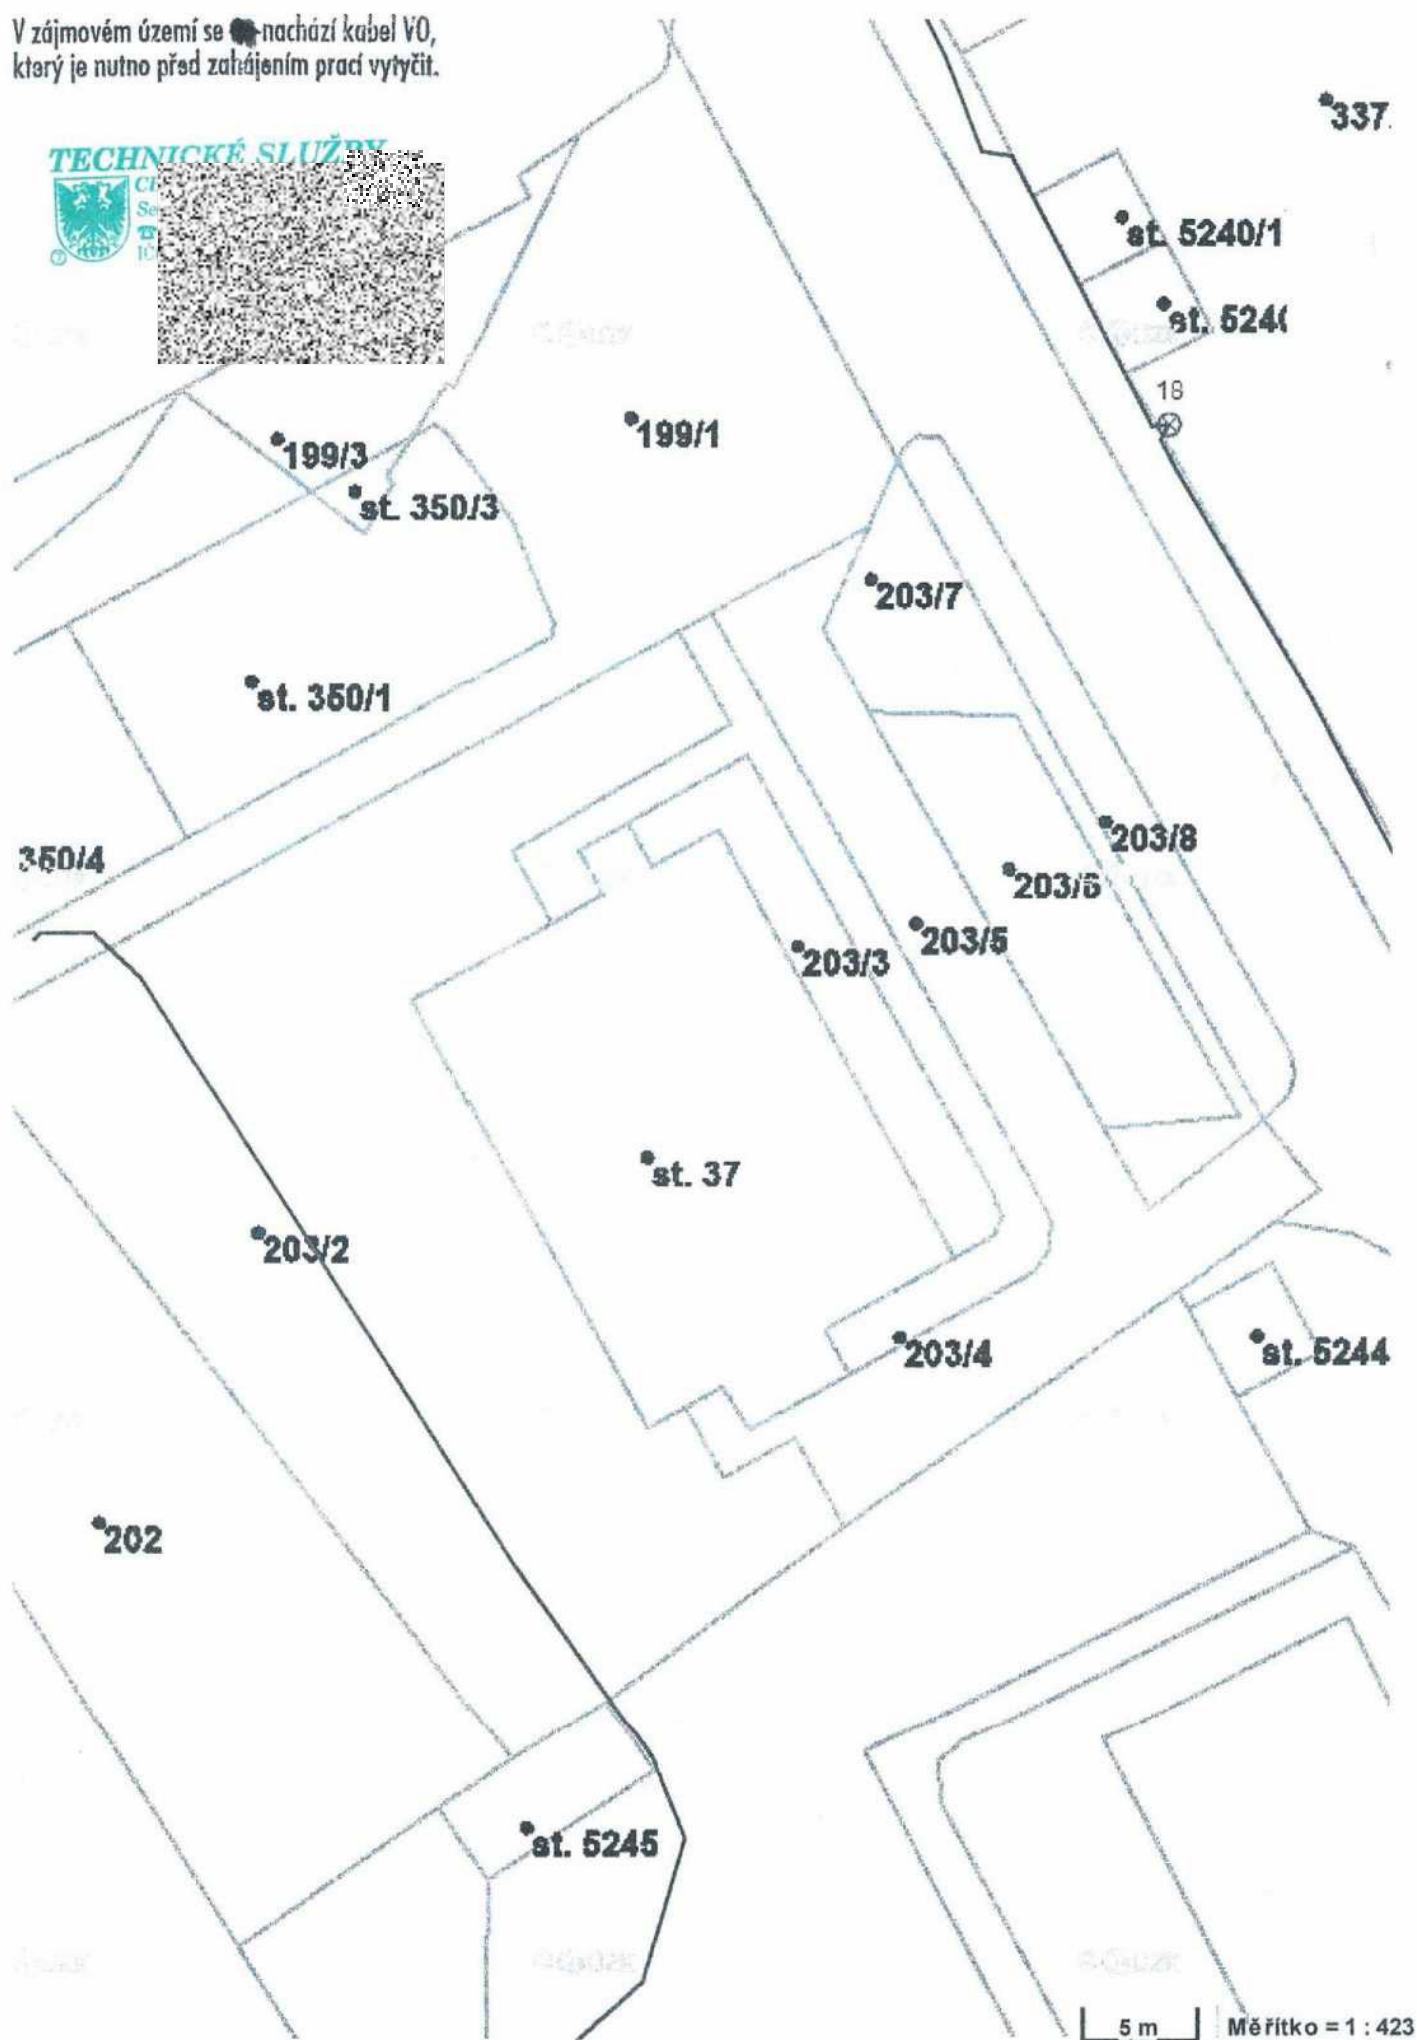 V zájmovém území se nachází kabel VO,
který je nutno před zahájením prací vytyčit.
TECHNICKÉ SLUŽBY
337
st. 5240/1
st. 524
18
199/1
199/3
st. 350/3
203/7
st. 350/1
203/8
350/4
203/6
203/5
203/3
st. 37
203/2
203/4
st. 5244
202
st. 5245
5 m
Měřítko = 1 : 423